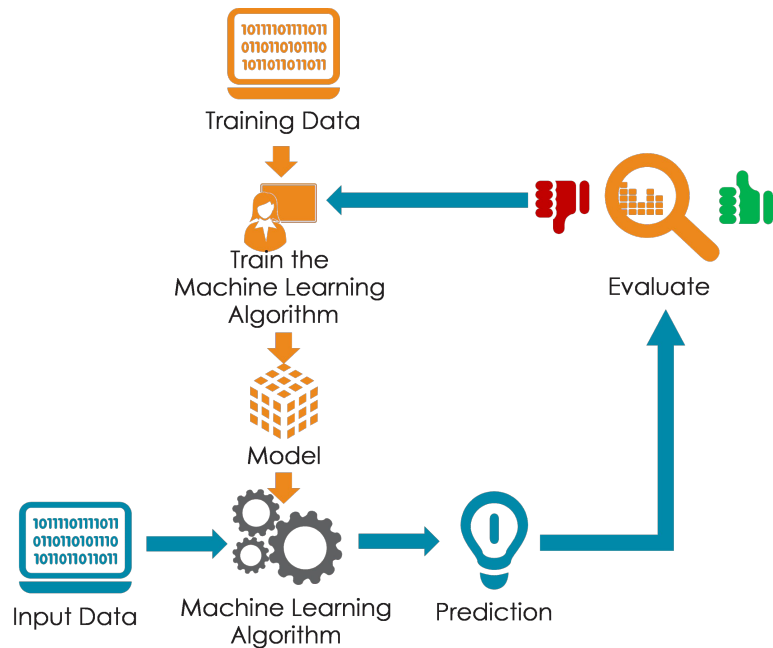 1011110111011
0110110101110
1011011011011
Training Data
Train the
Machine Learning
Algorithm
Evaluate
Model
1011110111011
0110110101110
1011011011011
Input Data
Machine Learning
Algorithm
Prediction